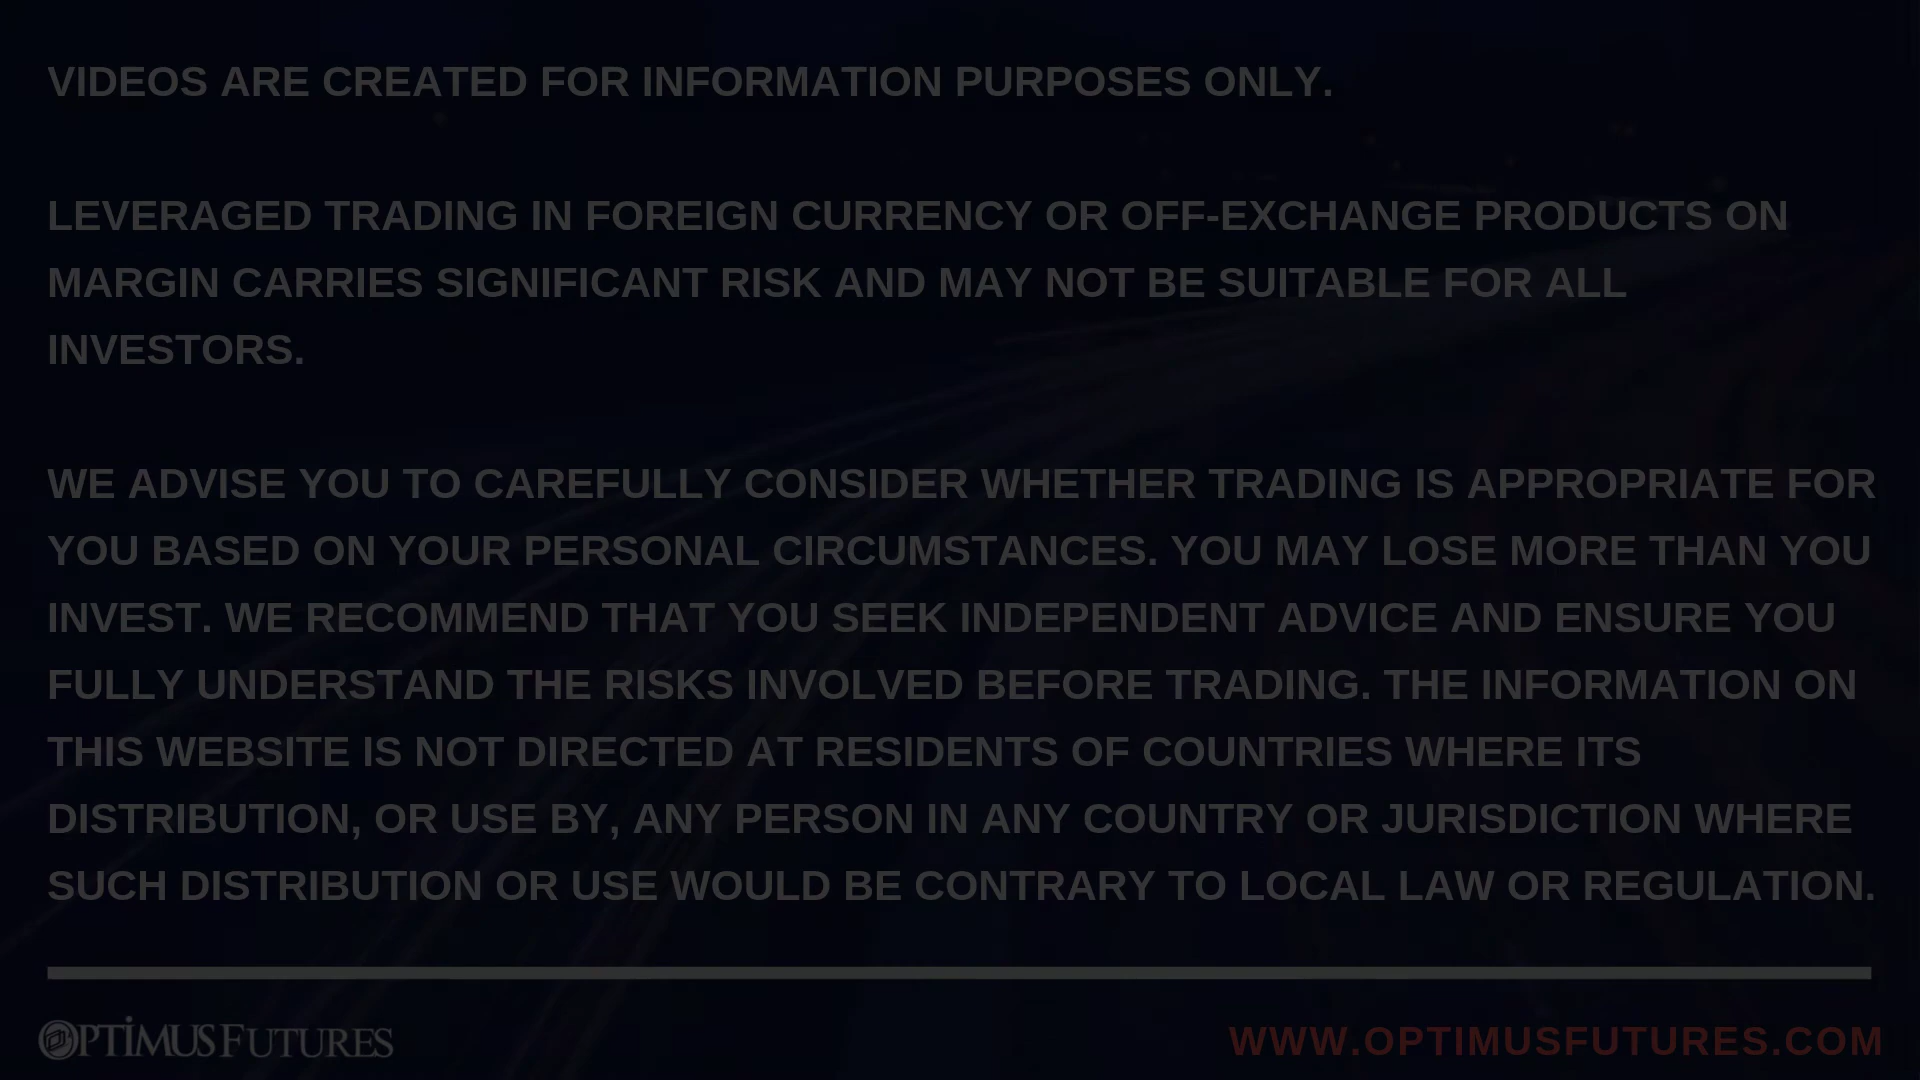 VIDEOS ARE CREATED FOR INFORMATION PURPOSES ONLY.
LEVERAGED TRADING IN FOREIGN CURRENCY OR OFF-EXCHANGE PRODUCTS ON
MARGIN CARRIES SIGNIFICANT RISK AND MAY NOT BE SUITABLE FOR ALL
INVESTORS.
WE ADVISE YOU TO CAREFULLY CONSIDER WHETHER TRADING IS APPROPRIATE FOR
YOU BASED ON YOUR PERSONAL CIRCUMSTANCES. YOU MAY LOSE MORE THAN YOU
INVEST. WE RECOMMEND THAT YOU SEEK INDEPENDENT ADVICE AND ENSURE YOU
FULLY UNDERSTAND THE RISKS INVOLVED BEFORE TRADING. THE INFORMATION ON
THIS WEBSITE IS NOT DIRECTED AT RESIDENTS OF COUNTRIES WHERE ITS
DISTRIBUTION, OR USE BY, ANY PERSON IN ANY COUNTRY OR JURISDICTION WHERE
SUCH DISTRIBUTION OR USE WOULD BE CONTRARY TO LOCAL LAW OR REGULATION.
OPTIMUS FUTURES
WWW.OPTIMUSFUTURES.COM